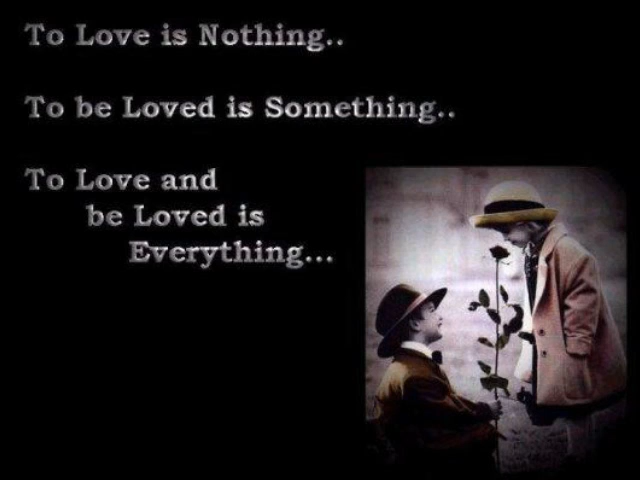 To Love is Nothing..
To be Loved is Something..
To Love and
be Loved is
Everything...